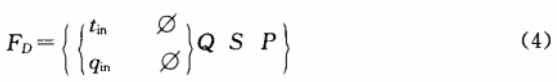 F_D = { { t_in ∅ q_in ∅ } Q S P } (4)